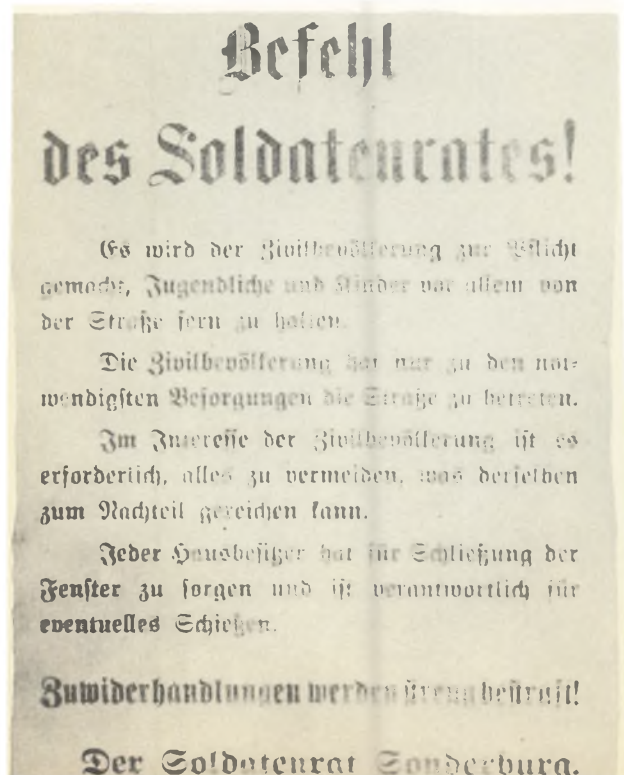 Befehl
des Soldatenrates!
Es wird der Zivilbevölkerung zur Pflicht
gemacht, Jugendliche und Kinder vor allem von
der Straße fern zu halten.
Die Zivilbevölkerung hat nur zu den not-
wendigsten Besorgungen die Straße zu betreten.
Im Interesse der Zivilbevölkerung ist es
erforderlich, alles zu vermeiden, was derselben
zum Nachteil gereichen kann.
Jeder Hausbesitzer hat für Schließung der
Fenster zu sorgen und ist verantwortlich für
eventuelles Schießen.
Zuwiderhandlungen werden streng bestraft!
Der Soldatenrat Sonderburg.